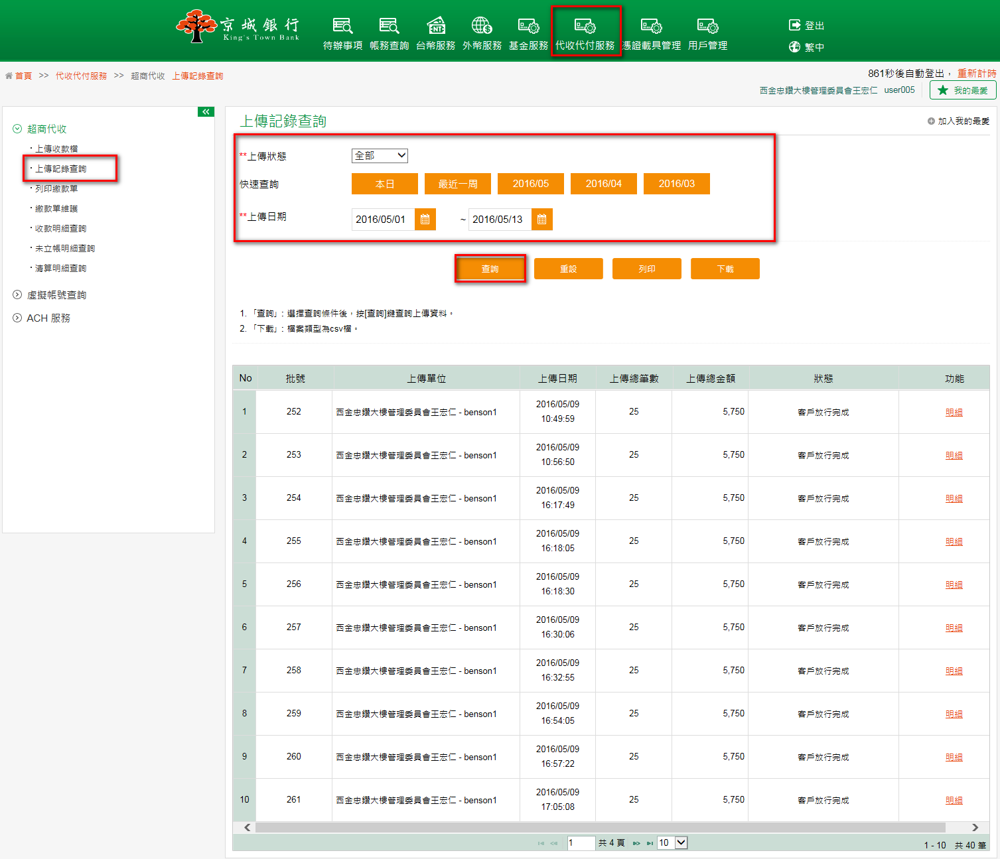 京城銀行
King's Town Bank
待辦事項 帳務查詢 台幣服務 外幣服務 基金服務 代收代付服務 憑證載具管理 用戶管理
登出
繁中
首頁 >> 代收代付服務 >> 超商代收 上傳記錄查詢
861秒後自動登出， 重新計時
西金忠鑽大樓管理委員會王宏仁 user005 我的最愛
超商代收
‧上傳收款檔
‧上傳記錄查詢
‧列印繳款單
‧繳款單維護
‧收款明細查詢
‧未立帳明細查詢
‧清算明細查詢
虛擬帳號查詢
ACH 服務
上傳記錄查詢
加入我的最愛
**上傳狀態 全部
快速查詢 本日 最近一周 2016/05 2016/04 2016/03
**上傳日期 2016/05/01 ~ 2016/05/13
查詢 重設 列印 下載
1. 「查詢」: 選擇查詢條件後，按[查詢]鍵查詢上傳資料。
2. 「下載」: 檔案類型為csv檔。
No 批號 上傳單位 上傳日期 上傳總筆數 上傳總金額 狀態 功能
1 252 西金忠鑽大樓管理委員會王宏仁 - benson1 2016/05/09 10:49:59 25 5,750 客戶放行完成 明細
2 253 西金忠鑽大樓管理委員會王宏仁 - benson1 2016/05/09 10:56:50 25 5,750 客戶放行完成 明細
3 254 西金忠鑽大樓管理委員會王宏仁 - benson1 2016/05/09 16:17:49 25 5,750 客戶放行完成 明細
4 255 西金忠鑽大樓管理委員會王宏仁 - benson1 2016/05/09 16:18:05 25 5,750 客戶放行完成 明細
5 256 西金忠鑽大樓管理委員會王宏仁 - benson1 2016/05/09 16:18:30 25 5,750 客戶放行完成 明細
6 257 西金忠鑽大樓管理委員會王宏仁 - benson1 2016/05/09 16:30:06 25 5,750 客戶放行完成 明細
7 258 西金忠鑽大樓管理委員會王宏仁 - benson1 2016/05/09 16:32:55 25 5,750 客戶放行完成 明細
8 259 西金忠鑽大樓管理委員會王宏仁 - benson1 2016/05/09 16:54:05 25 5,750 客戶放行完成 明細
9 260 西金忠鑽大樓管理委員會王宏仁 - benson1 2016/05/09 16:57:22 25 5,750 客戶放行完成 明細
10 261 西金忠鑽大樓管理委員會王宏仁 - benson1 2016/05/09 17:05:08 25 5,750 客戶放行完成 明細
1 共 4 頁 10
1 - 10 共 40 筆